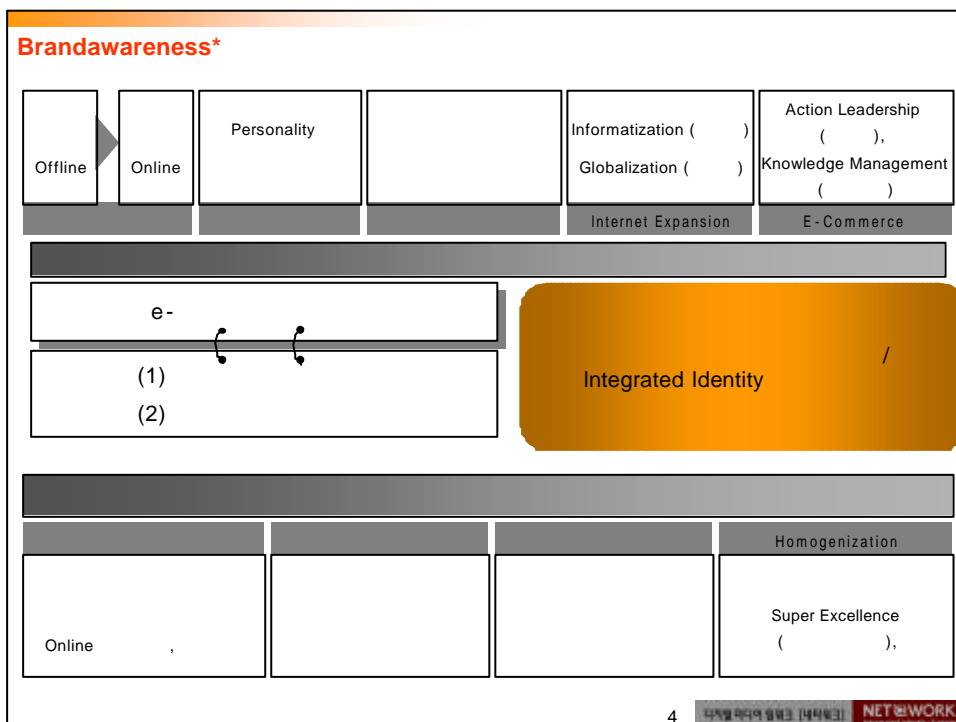 Brandawareness*
Offline
Online
Personality
Informatization ( )
Globalization ( )
Action Leadership
( ),
Knowledge Management
( )
Internet Expansion
E-Commerce
e-
(1)
(2)
/
Integrated Identity
Homogenization
Online ,
Super Excellence
( ),
4
NETWORK